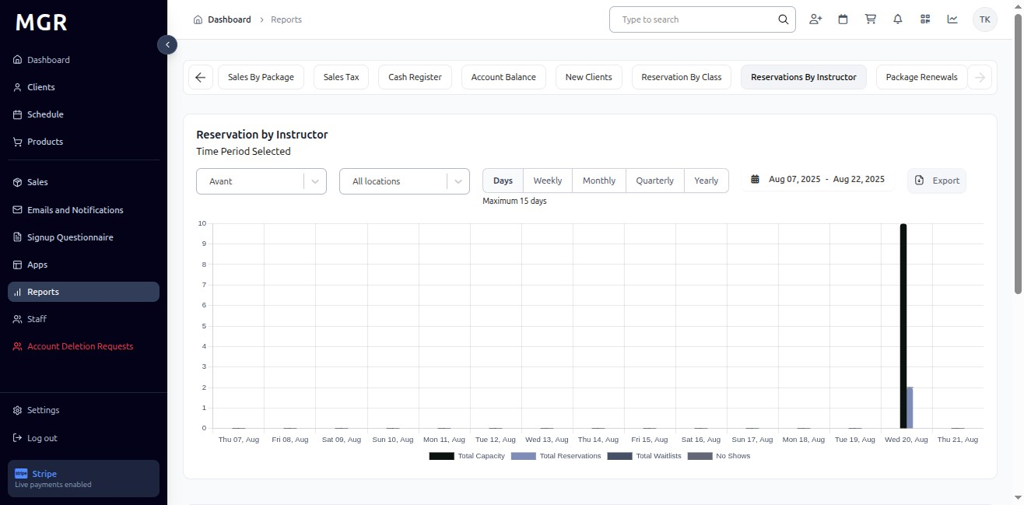 MGR
Dashboard
Clients
Schedule
Products
Sales
Emails and Notifications
Signup Questionnaire
Apps
Reports
Staff
Account Deletion Requests
Settings
Log out
stripe Stripe
Live payments enabled
Dashboard Reports
Type to search
TK
Sales By Package Sales Tax Cash Register Account Balance New Clients Reservation By Class Reservations By Instructor Package Renewals
Reservation by Instructor
Time Period Selected
Avant All locations Days Weekly Monthly Quarterly Yearly Aug 07, 2025 - Aug 22, 2025 Export
Maximum 15 days
10
9
8
7
6
5
4
3
2
1
0
Thu 07, Aug Fri 08, Aug Sat 09, Aug Sun 10, Aug Mon 11, Aug Tue 12, Aug Wed 13, Aug Thu 14, Aug Fri 15, Aug Sat 16, Aug Sun 17, Aug Mon 18, Aug Tue 19, Aug Wed 20, Aug Thu 21, Aug
Total Capacity Total Reservations Total Waitlists No Shows